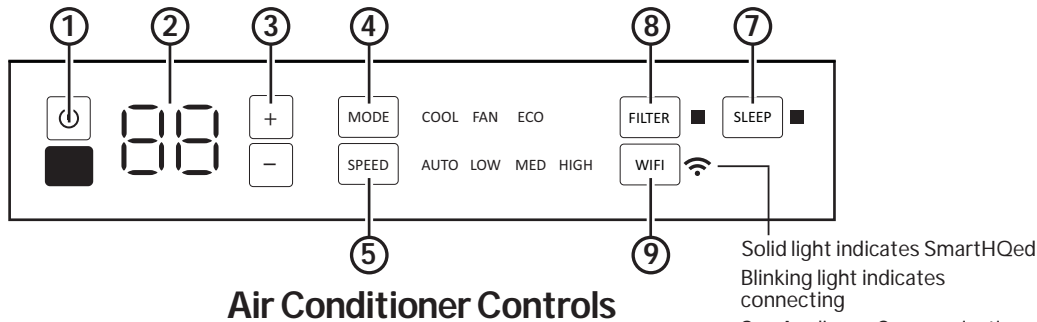 1 2 3 4 8 7
88 + MODE COOL FAN ECO FILTER SLEEP
− SPEED AUTO LOW MED HIGH WIFI
5 9
Solid light indicates SmartHQed
Blinking light indicates
connecting
Air Conditioner Controls